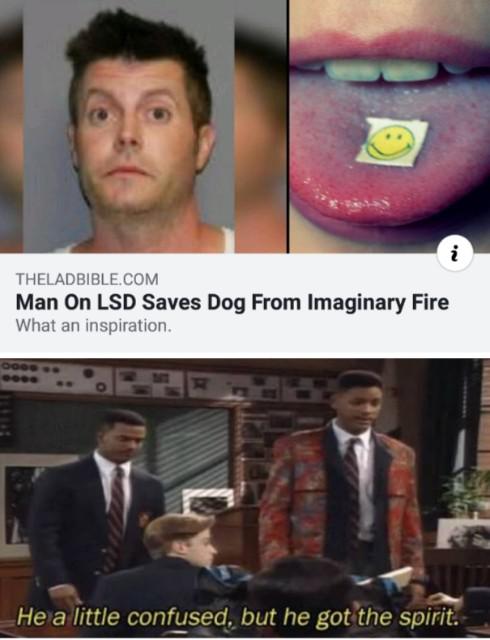 i
THELADBIBLE.COM
Man On LSD Saves Dog From Imaginary Fire
What an inspiration.
He a little confused, but he got the spirit.